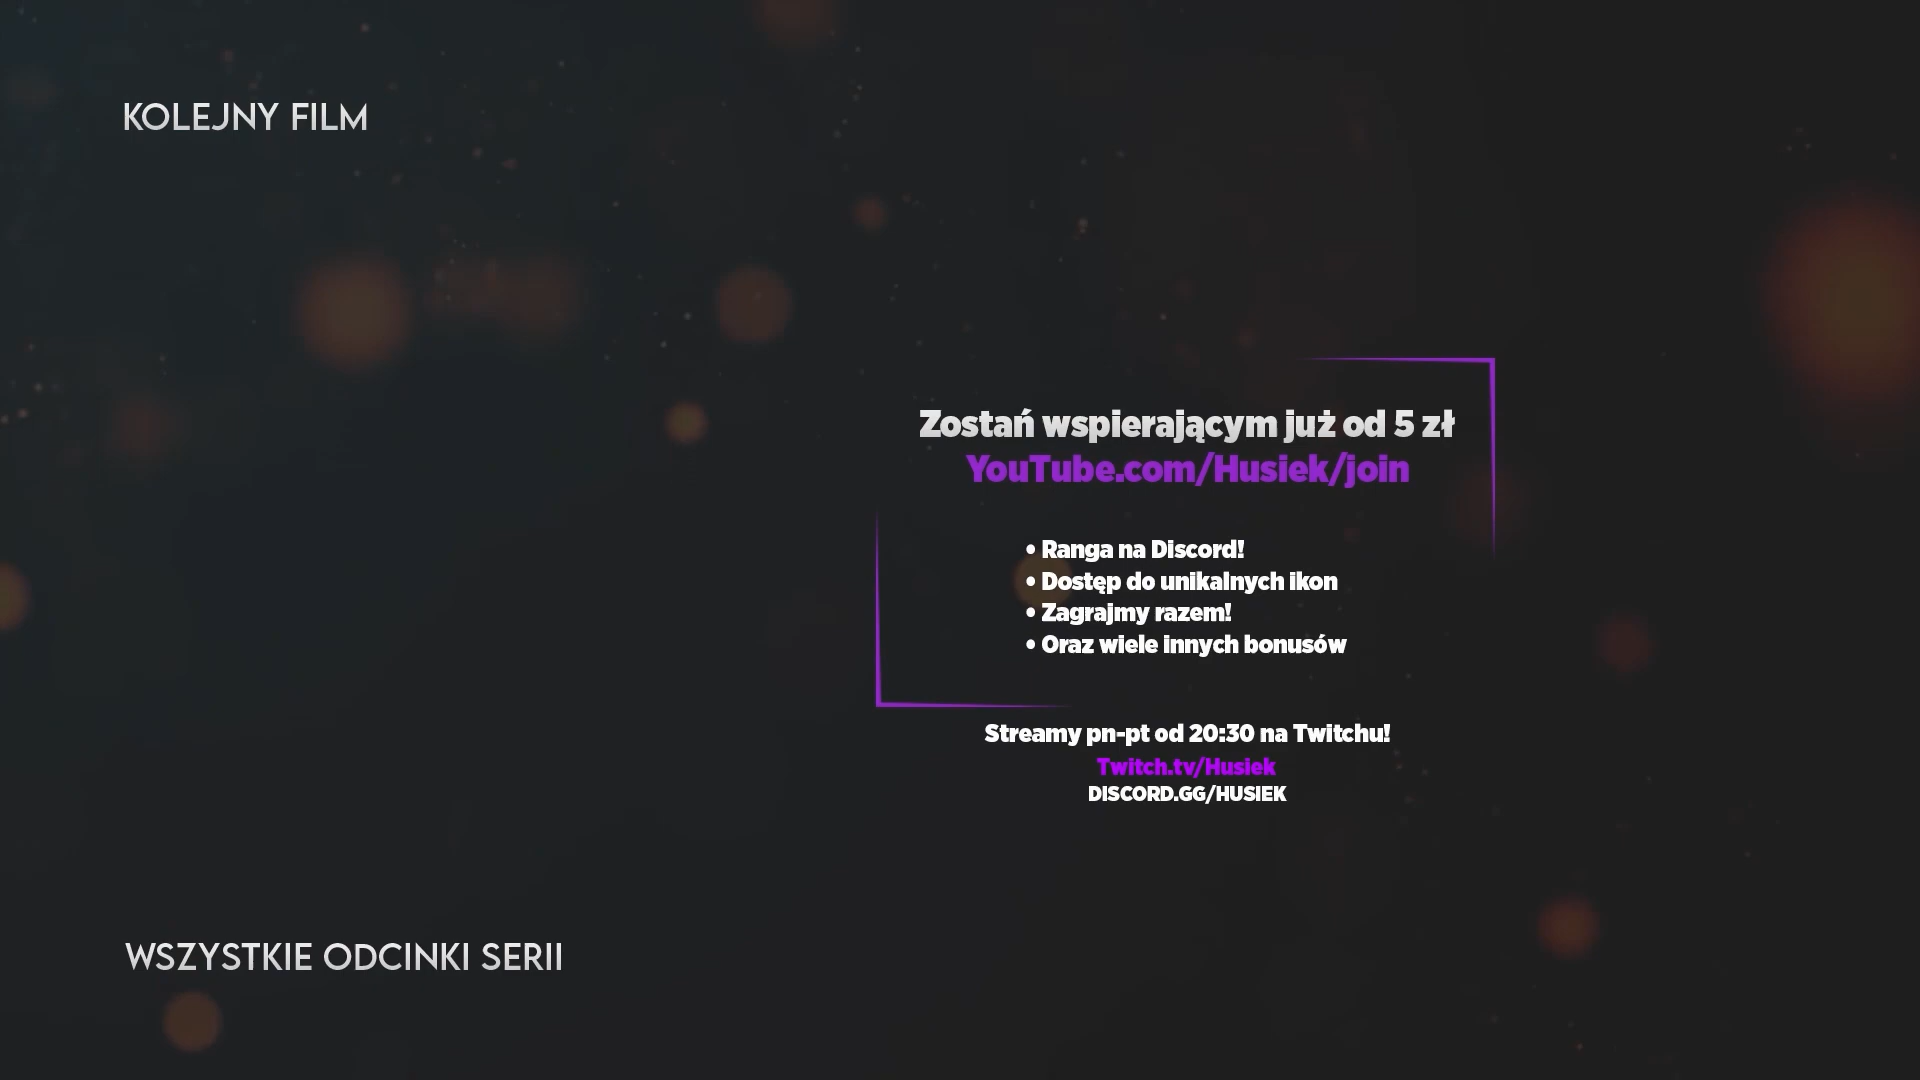 KOLEJNY FILM
Zostań wspierającym już od 5 zł
YouTube.com/Husiek/join
• Ranga na Discord!
• Dostęp do unikalnych ikon
• Zagrajmy razem!
• Oraz wiele innych bonusów
Streamy pn-pt od 20:30 na Twitchu!
Twitch.tv/Husiek
DISCORD.GG/HUSIEK
WSZYSTKIE ODCINKI SERII